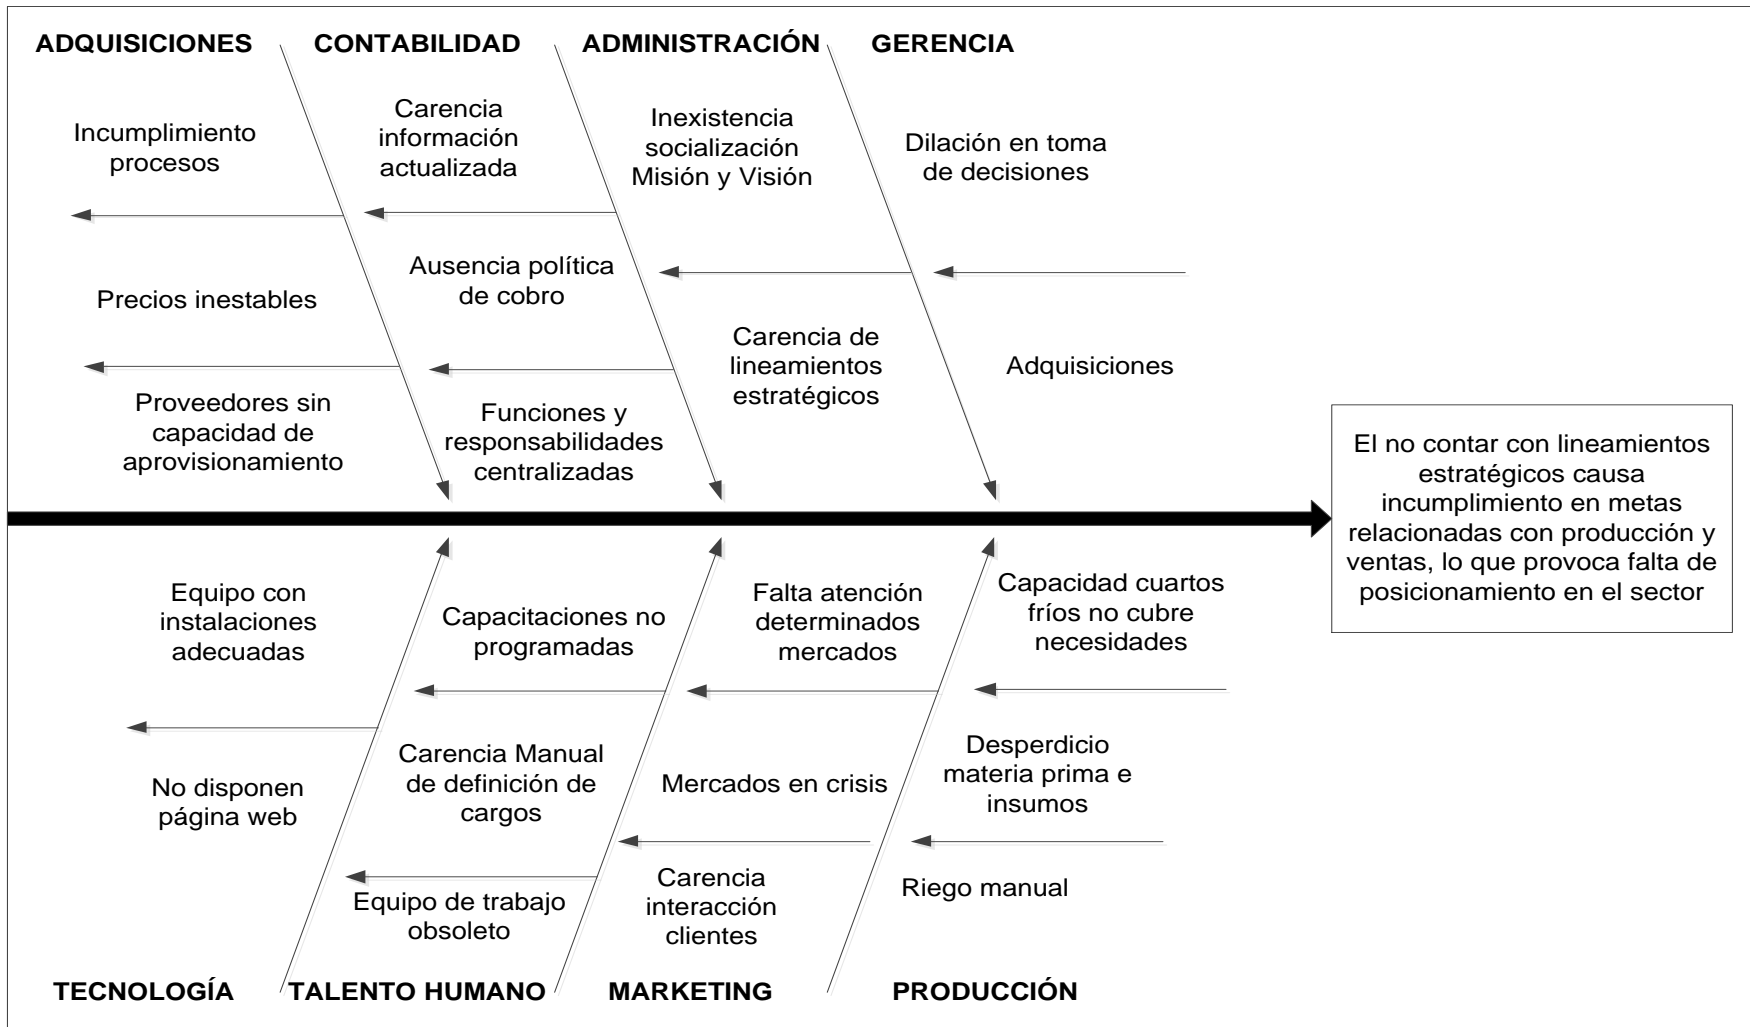 ADQUISICIONES
CONTABILIDAD
ADMINISTRACIÓN
GERENCIA
Incumplimiento
procesos
Precios inestables
Proveedores sin
capacidad de
aprovisionamiento
Carencia
información
actualizada
Ausencia política
de cobro
Funciones y
responsabilidades
centralizadas
Inexistencia
socialización
Misión y Visión
Carencia de
lineamientos
estratégicos
Dilación en toma
de decisiones
Adquisiciones
El no contar con lineamientos
estratégicos causa
incumplimiento en metas
relacionadas con producción y
ventas, lo que provoca falta de
posicionamiento en el sector
Equipo con
instalaciones
adecuadas
No disponen
página web
Capacitaciones no
programadas
Carencia Manual
de definición de
cargos
Equipo de trabajo
obsoleto
Falta atención
determinados
mercados
Mercados en crisis
Carencia
interacción
clientes
Capacidad cuartos
fríos no cubre
necesidades
Desperdicio
materia prima e
insumos
Riego manual
TECNOLOGÍA
TALENTO HUMANO
MARKETING
PRODUCCIÓN